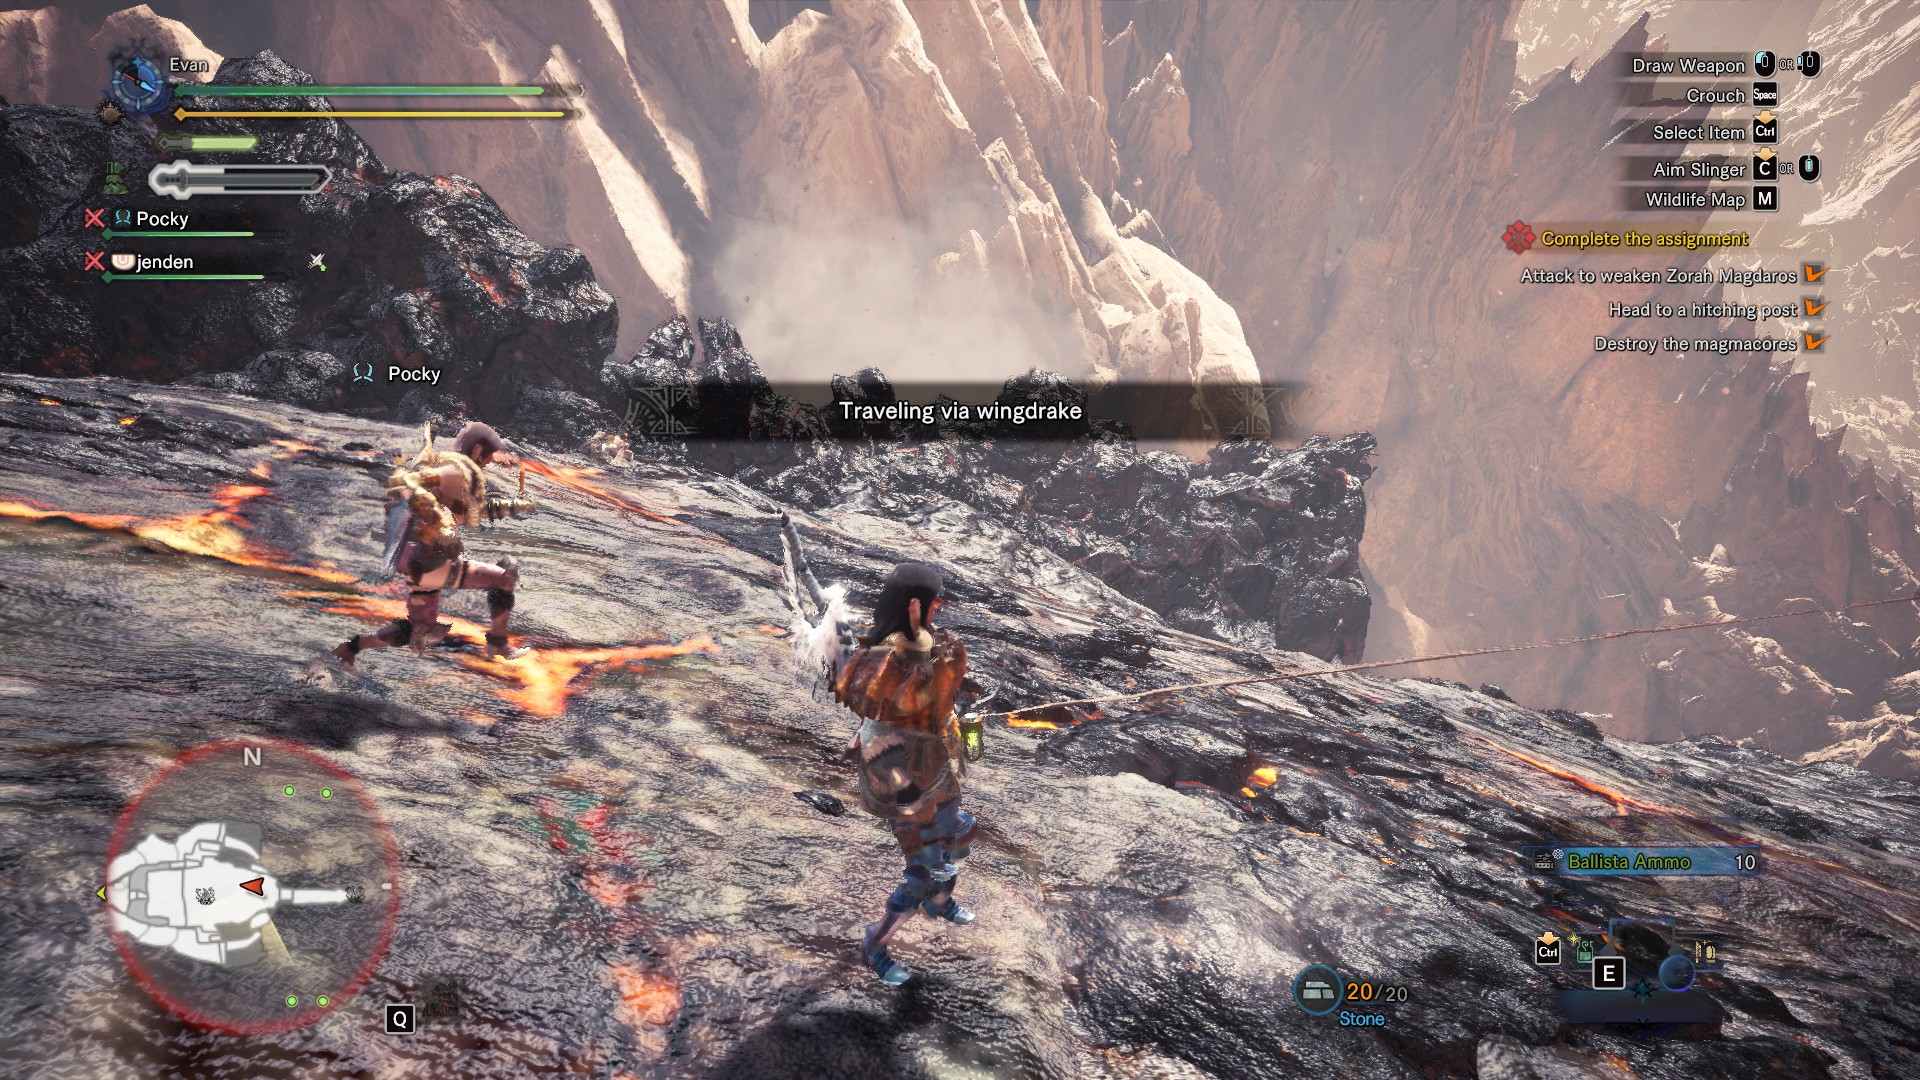 Evan
Pocky
jenden
Pocky
Traveling via wingdrake
Draw Weapon OR
Crouch Space
Select Item Ctrl
Aim Slinger C OR
Wildlife Map M
Complete the assignment
Attack to weaken Zorah Magdaros
Head to a hitching post
Destroy the magmacores
N
Q
Ballista Ammo 10
Ctrl
E
20/20
Stone